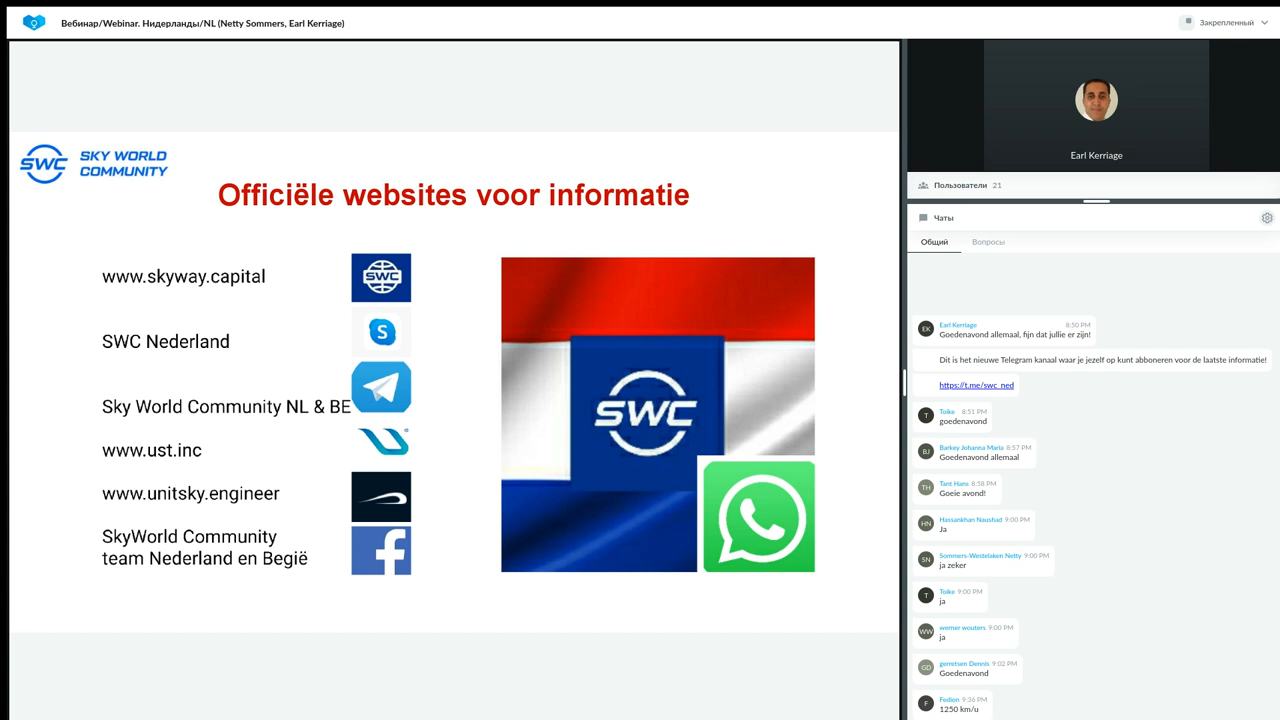 Вебинар/Webinar. Нидерланды/NL (Netty Sommers, Earl Kerriage)
Закрепленный
SWC SKY WORLD COMMUNITY
Officiële websites voor informatie
www.skyway.capital
SWC
SWC Nederland
S
Sky World Community NL & BE
www.ust.inc
www.unitsky.engineer
SkyWorld Community
team Nederland en Begië
f
SWC
Earl Kerriage
Пользователи 21
Чаты
Общий Вопросы
EK Earl Kerriage 8:50 PM
Goedenavond allemaal, fijn dat jullie er zijn!
Dit is het nieuwe Telegram kanaal waar je jezelf op kunt abboneren voor de laatste informatie!
https://t.me/swc_ned
T Toike 8:51 PM
goedenavond
BJ Barkey Johanna Maria 8:57 PM
Goedenavond allemaal
TH Tant Hans 8:58 PM
Goeie avond!
HN Hassankhan Naushad 9:00 PM
Ja
SN Sommers-Westelaken Netty 9:00 PM
ja zeker
T Toike 9:00 PM
ja
WW werner wouters 9:00 PM
ja
GD gerretsen Dennis 9:02 PM
Goedenavond
F Fedion 9:36 PM
1250 km/u